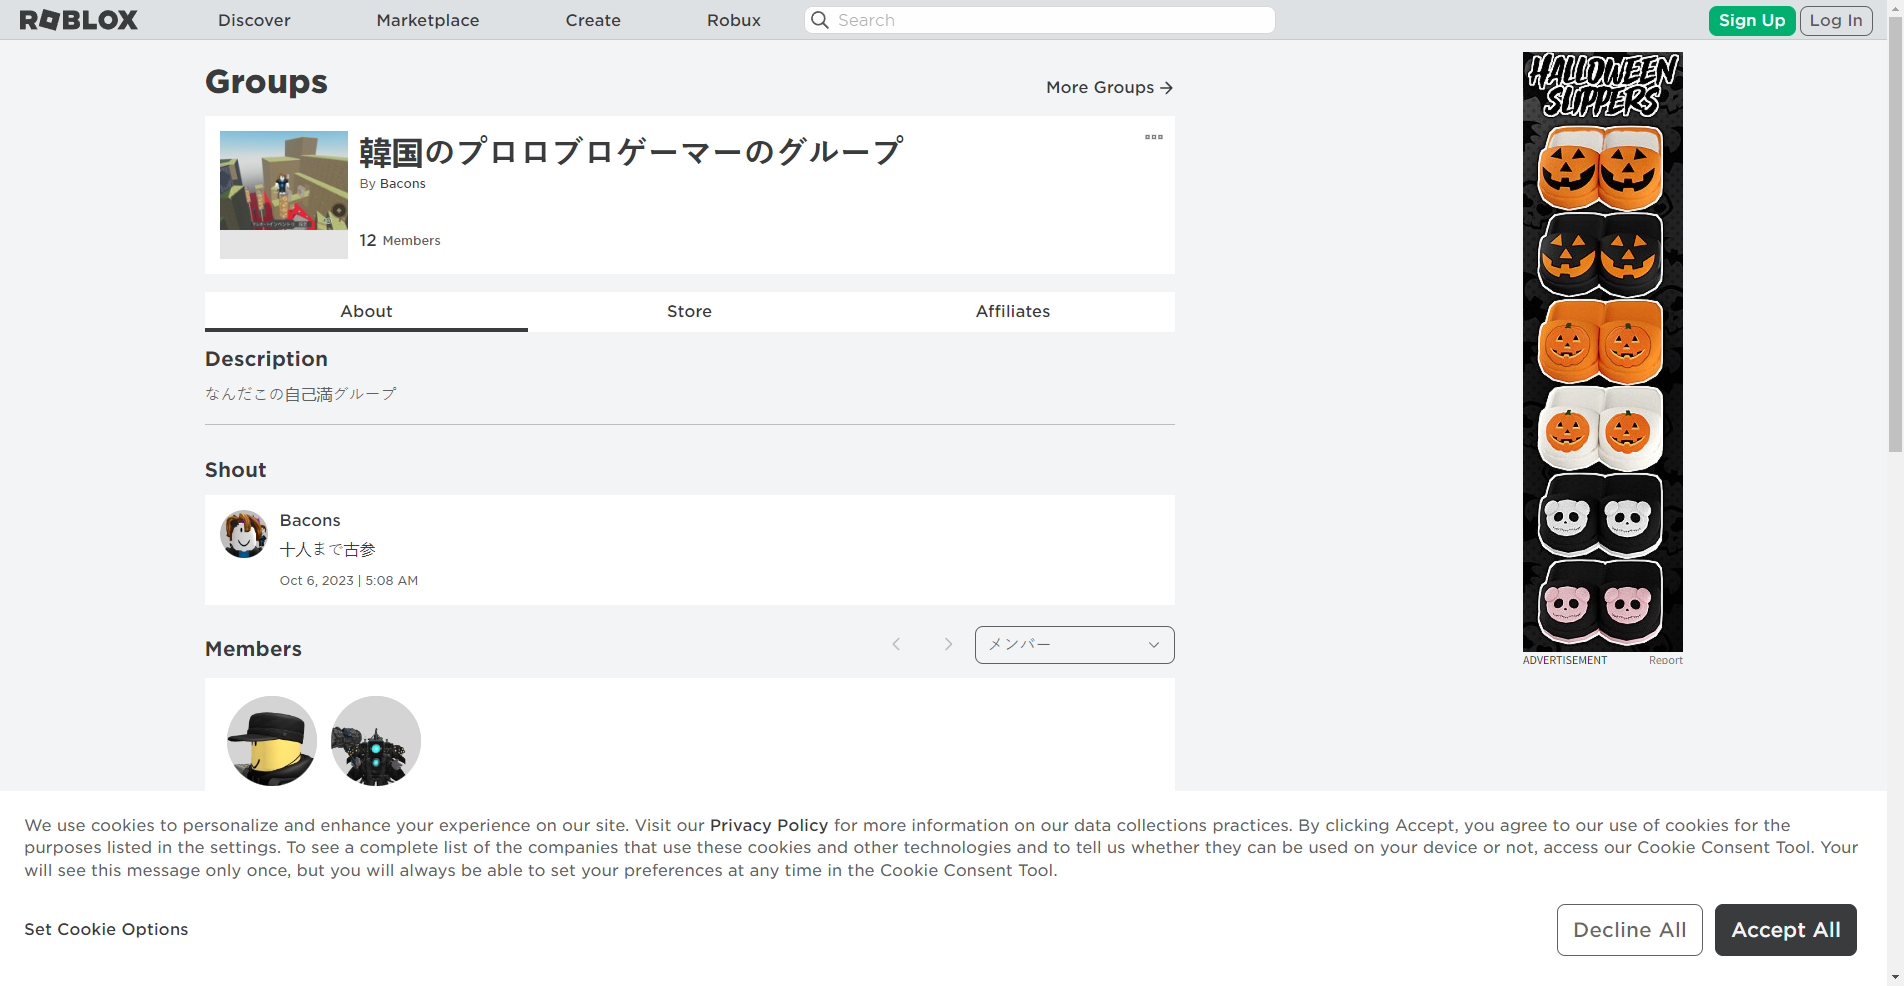 ROBLOX
Discover
Marketplace
Create
Robux
Search
Sign Up
Log In
Groups
More Groups →
韓国のプロロブロゲーマーのグループ
By Bacons
12 Members
About
Store
Affiliates
Description
なんだこの自己満グループ
Shout
Bacons
十人まで古参
Oct 6, 2023 | 5:08 AM
Members
メンバー
HALLOWEEN
SLIPPERS
ADVERTISEMENT
Report
We use cookies to personalize and enhance your experience on our site. Visit our Privacy Policy for more information on our data collections practices. By clicking Accept, you agree to our use of cookies for the
purposes listed in the settings. To see a complete list of the companies that use these cookies and other technologies and to tell us whether they can be used on your device or not, access our Cookie Consent Tool. Your
will see this message only once, but you will always be able to set your preferences at any time in the Cookie Consent Tool.
Set Cookie Options
Decline All
Accept All